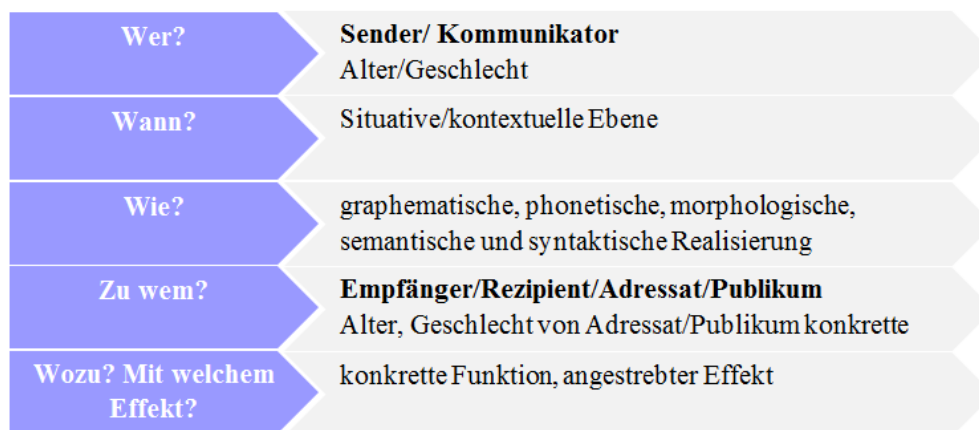 Wer?
Sender/ Kommunikator
Alter/Geschlecht
Wann?
Situative/kontextuelle Ebene
Wie?
graphematische, phonetische, morphologische,
semantische und syntaktische Realisierung
Zu wem?
Empfänger/Rezipient/Adressat/Publikum
Alter, Geschlecht von Adressat/Publikum konkrette
Wozu? Mit welchem
Effekt?
konkrette Funktion, angestrebter Effekt